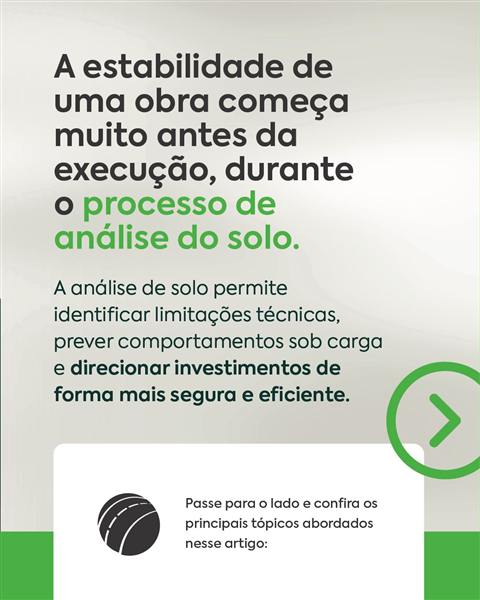 A estabilidade de
uma obra começa
muito antes da
execução, durante
o processo de
análise do solo.
A análise de solo permite
identificar limitações técnicas,
prever comportamentos sob carga
e direcionar investimentos de
forma mais segura e eficiente.
Passe para o lado e confira os
principais tópicos abordados
nesse artigo: